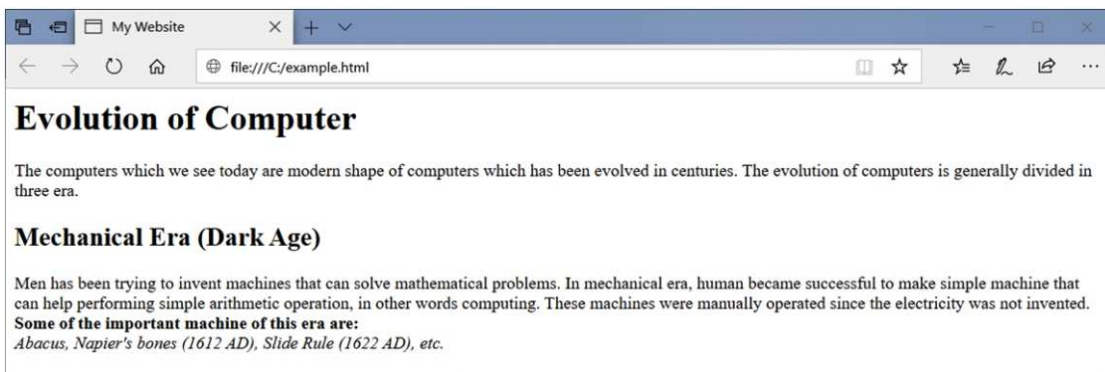 My Website
file:///C:/example.html
Evolution of Computer
The computers which we see today are modern shape of computers which has been evolved in centuries. The evolution of computers is generally divided in
three era.
Mechanical Era (Dark Age)
Men has been trying to invent machines that can solve mathematical problems. In mechanical era, human became successful to make simple machine that
can help performing simple arithmetic operation, in other words computing. These machines were manually operated since the electricity was not invented.
Some of the important machine of this era are:
Abacus, Napier's bones (1612 AD), Slide Rule (1622 AD), etc.